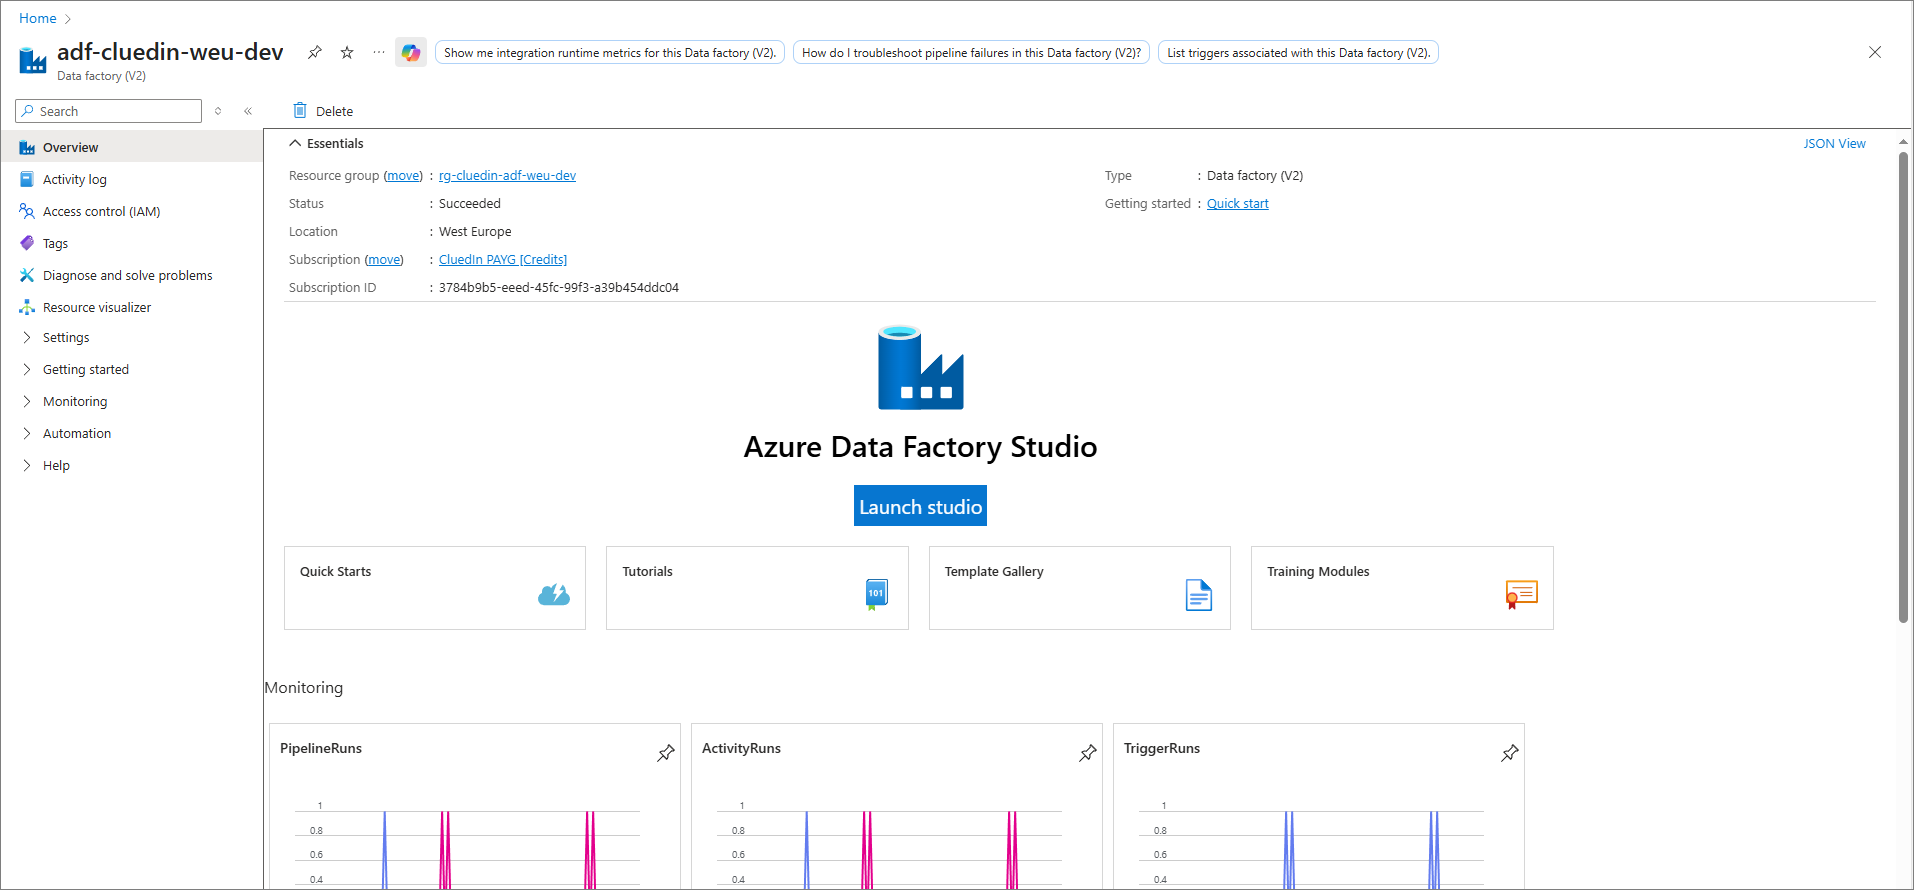 Home
adf-cluedin-weu-dev
Data factory (V2)
Show me integration runtime metrics for this Data factory (V2).
How do I troubleshoot pipeline failures in this Data factory (V2)?
List triggers associated with this Data factory (V2).
Search
Delete
Overview
Activity log
Access control (IAM)
Tags
Diagnose and solve problems
Resource visualizer
Settings
Getting started
Monitoring
Automation
Help
Essentials
JSON View
Resource group (move) : rg-cluedin-adf-weu-dev
Status : Succeeded
Location : West Europe
Subscription (move) : CluedIn PAYG [Credits]
Subscription ID : 3784b9b5-eeed-45fc-99f3-a39b454ddc04
Type : Data factory (V2)
Getting started : Quick start
Azure Data Factory Studio
Launch studio
Quick Starts
Tutorials
101
Template Gallery
Training Modules
Monitoring
PipelineRuns
1
0.8
0.6
0.4
ActivityRuns
1
0.8
0.6
0.4
TriggerRuns
1
0.8
0.6
0.4